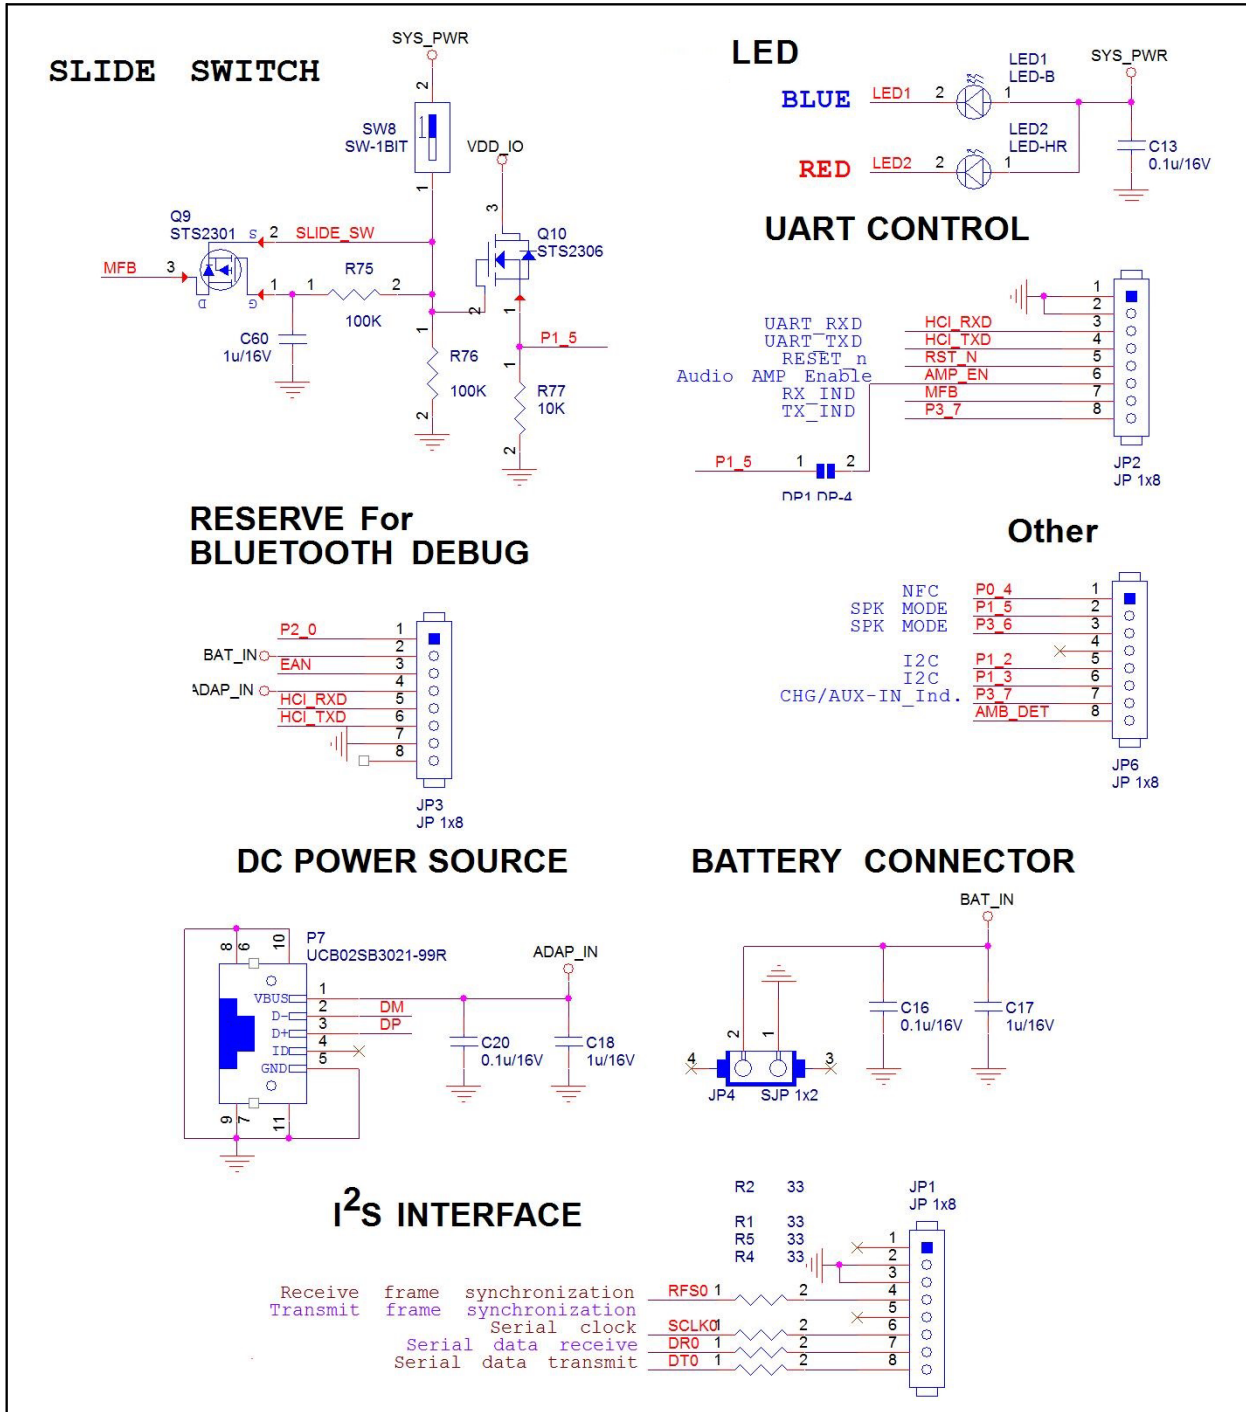 SLIDE SWITCH
SYS_PWR
2
SW8
SW-1BIT
1
1
VDD_IO
3
Q9
STS2301
S 2 SLIDE_SW
MFB 3
D G
1 1 R75 2
100K
C60
1u/16V
Q10
STS2306
2
1
P1_5
1
R76
100K
2
1
R77
10K
2
LED
SYS_PWR
LED1
LED-B
BLUE LED1 2 1
LED2
LED-HR
RED LED2 2 1
C13
0.1u/16V
UART CONTROL
1
2
UART_RXD HCI_RXD 3
UART_TXD HCI_TXD 4
RESET_n RST_N 5
Audio AMP Enable AMP_EN 6
RX_IND MFB 7
TX_IND P3_7 8
P1_5 1 2
DP1 DP-4
JP2
JP 1x8
RESERVE For
BLUETOOTH DEBUG
P2_0 1
BAT_IN 2
EAN 3
ADAP_IN 4
HCI_RXD 5
HCI_TXD 6
7
8
JP3
JP 1x8
Other
NFC P0_4 1
SPK MODE P1_5 2
SPK MODE P3_6 3
4
I2C P1_2 5
I2C P1_3 6
CHG/AUX-IN_Ind. P3_7 7
AMB_DET 8
JP6
JP 1x8
DC POWER SOURCE
8 6 10
P7
UCB02SB3021-99R
ADAP_IN
VBUS 1
D- 2 DM
D+ 3 DP
ID 4
GND 5
9 7 11
C20
0.1u/16V
C18
1u/16V
BATTERY CONNECTOR
BAT_IN
C16
0.1u/16V
C17
1u/16V
2 1
4 3
JP4 SJP 1x2
I2S INTERFACE
R2 33
R1 33
R5 33
R4 33
JP1
JP 1x8
1
2
3
Receive frame synchronization RFS0 1 2 4
Transmit frame synchronization 5
Serial clock SCLK0 1 2 6
Serial data receive DR0 1 2 7
Serial data transmit DT0 1 2 8